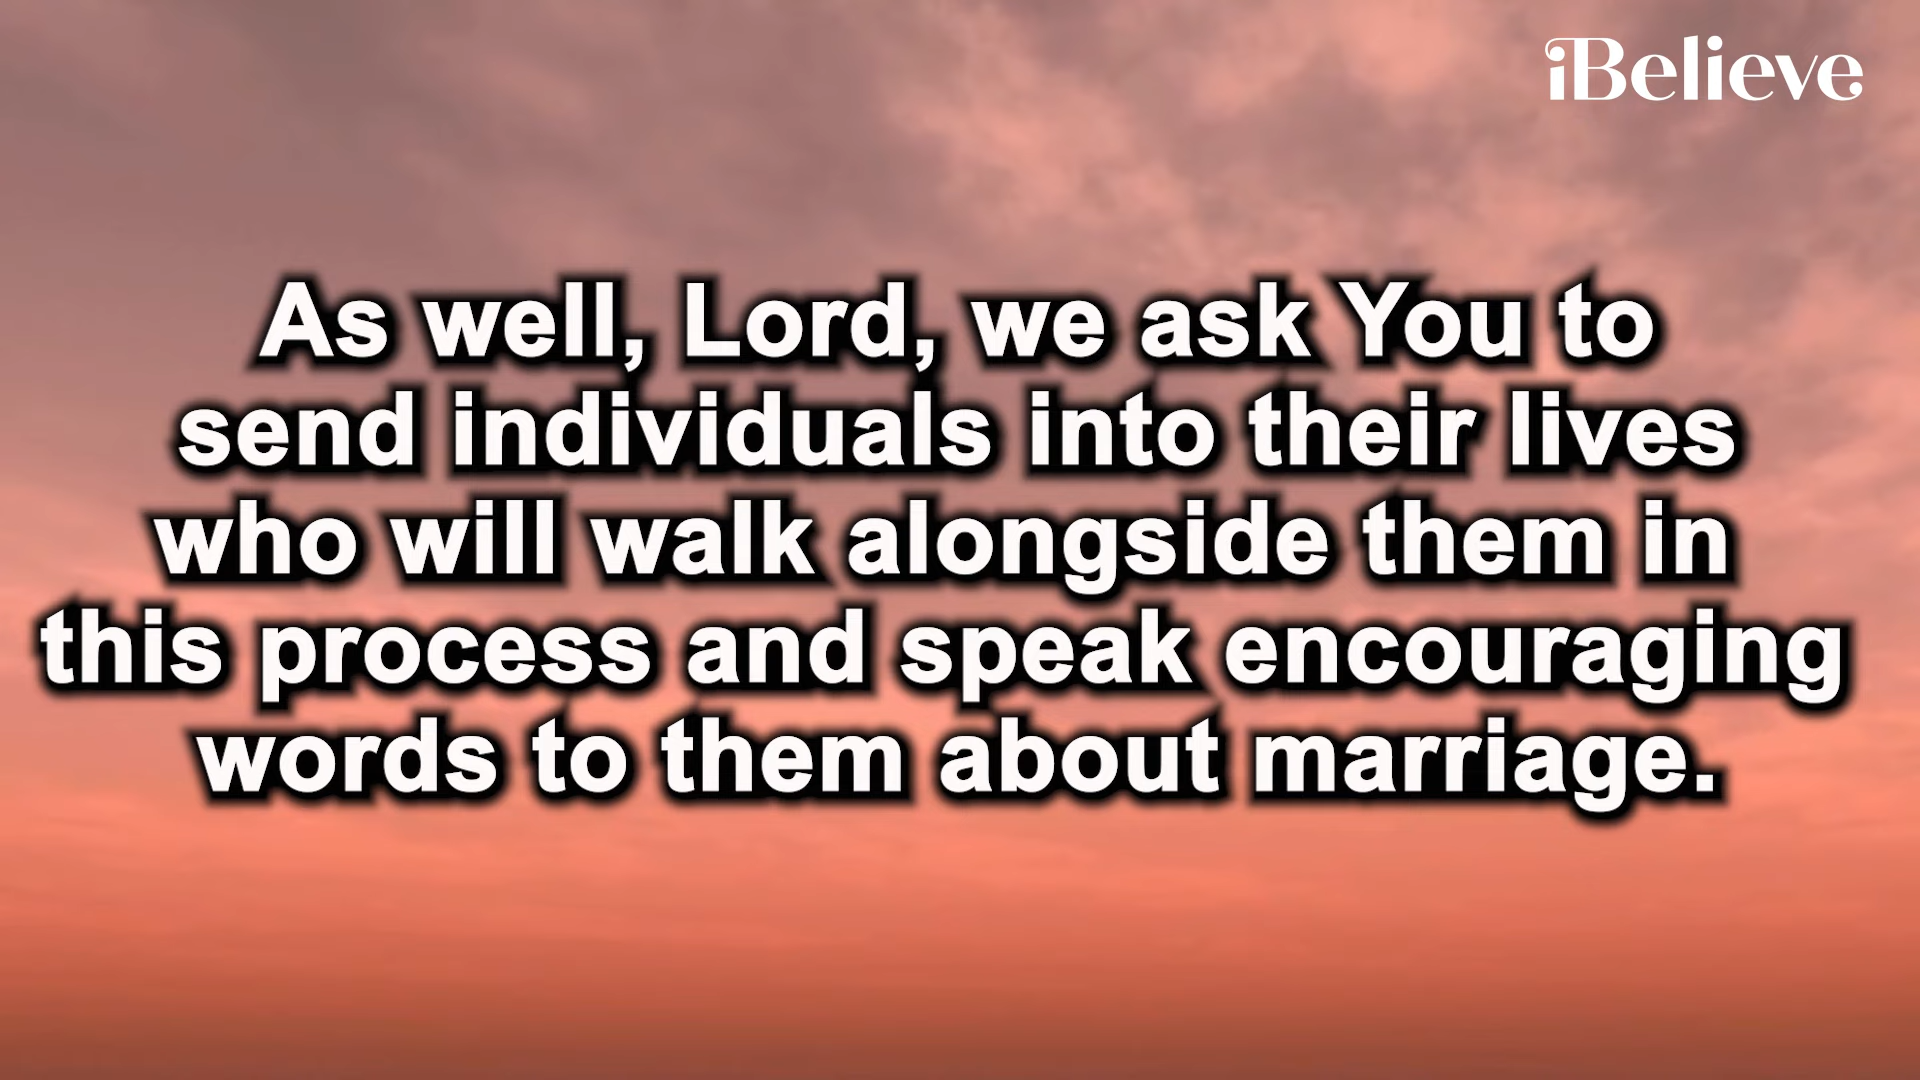 iBelieve
As well, Lord, we ask You to
send individuals into their lives
who will walk alongside them in
this process and speak encouraging
words to them about marriage.